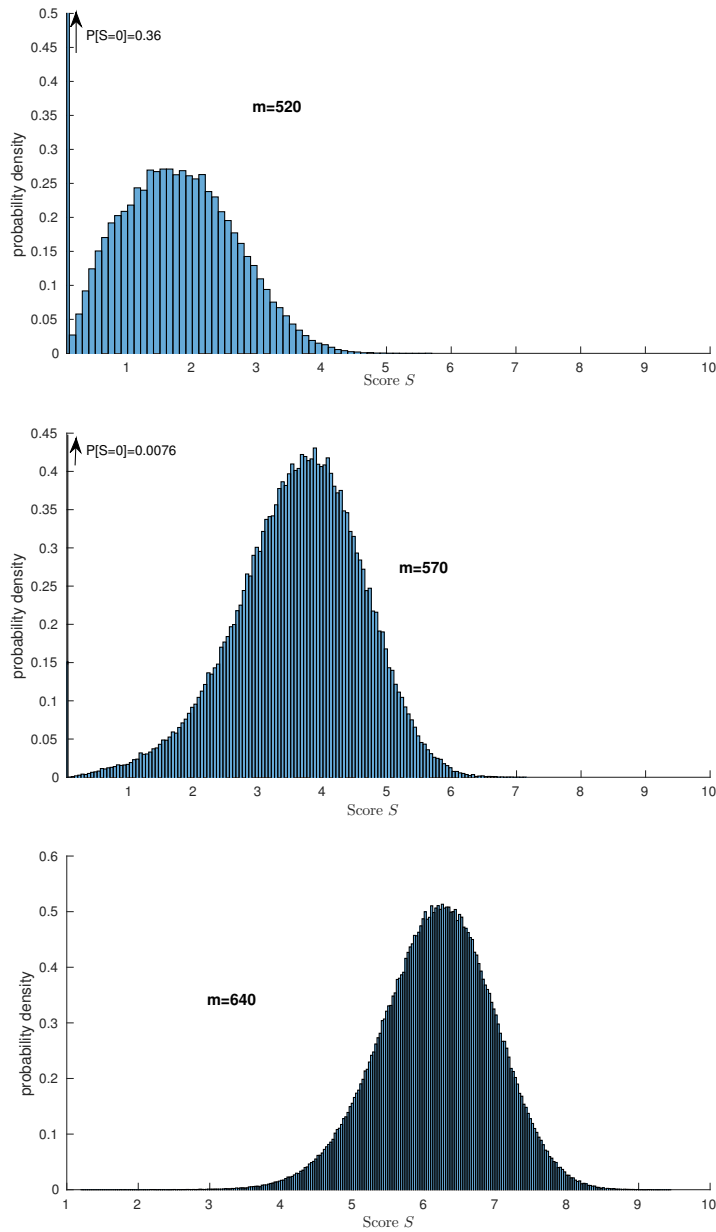 0.5
P[S=0]=0.36
0.45
0.4
m=520
0.35
0.3
probability density
0.25
0.2
0.15
0.1
0.05
0
1 2 3 4 5 6 7 8 9 10
Score S
0.45
P[S=0]=0.0076
0.4
0.35
0.3
m=570
0.25
probability density
0.2
0.15
0.1
0.05
0
1 2 3 4 5 6 7 8 9 10
Score S
0.6
0.5
0.4
m=640
0.3
probability density
0.2
0.1
0
1 2 3 4 5 6 7 8 9 10
Score S